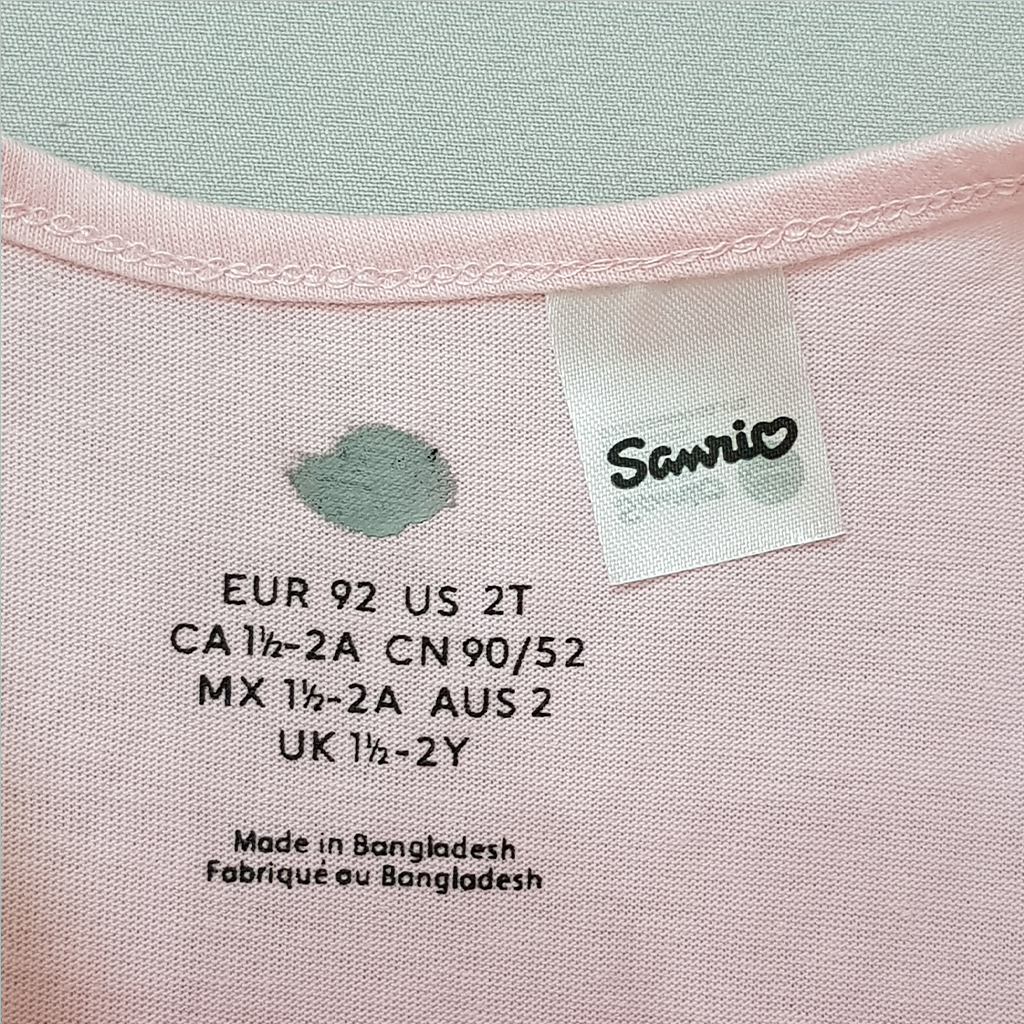 Sanrio
EUR 92 US 2T
CA 1½-2A CN 90/52
MX 1½-2A AUS 2
UK 1½-2Y
Made in Bangladesh
Fabriqué au Bangladesh